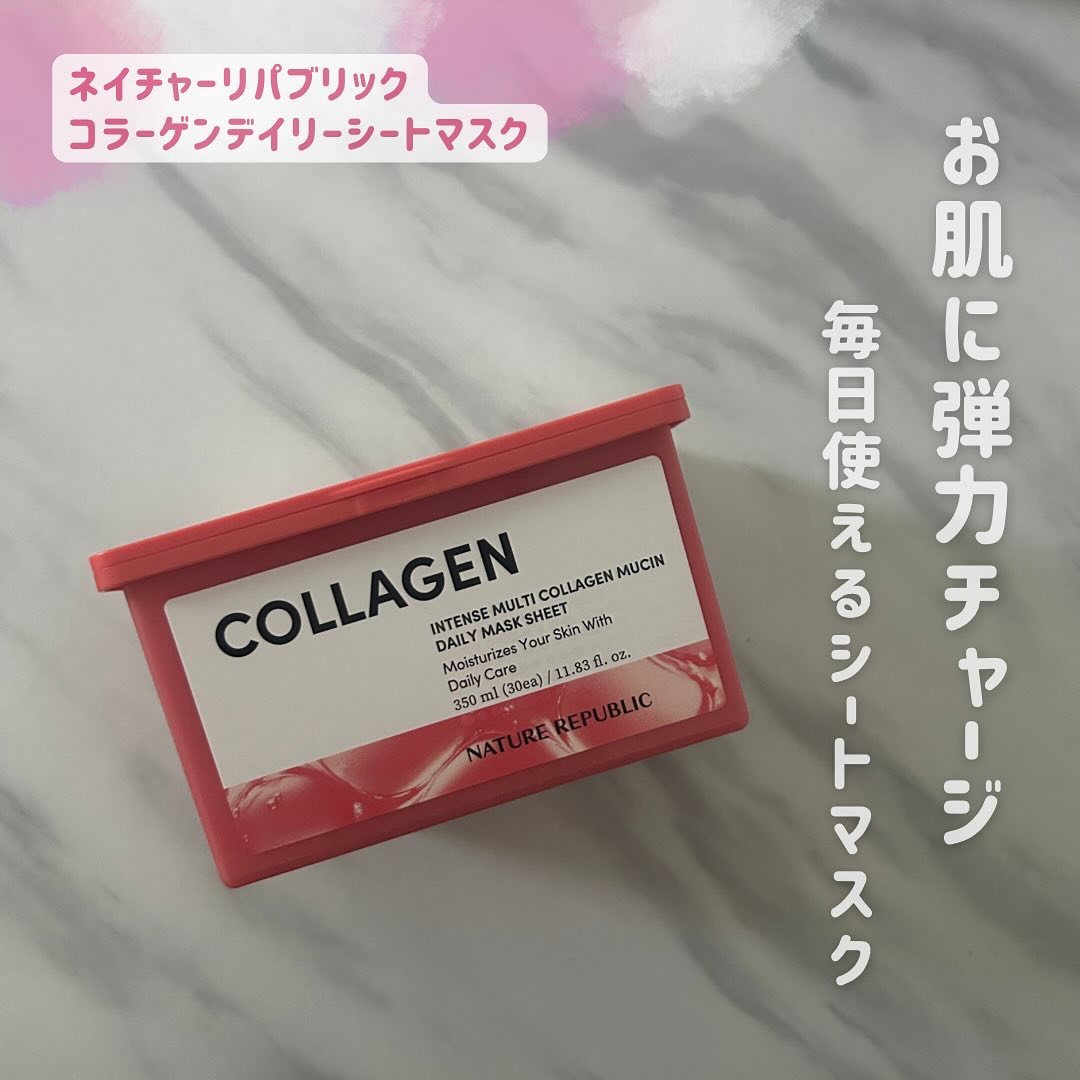 ネイチャーリパブリック
コラーゲンデイリーシートマスク
お肌に弾力チャージ
毎日使えるシートマスク
COLLAGEN
INTENSE MULTI COLLAGEN MUCIN
DAILY MASK SHEET
Moisturizes Your Skin With
Daily Care
350 ml (30ea) / 11.83 fl. oz.
NATURE REPUBLIC